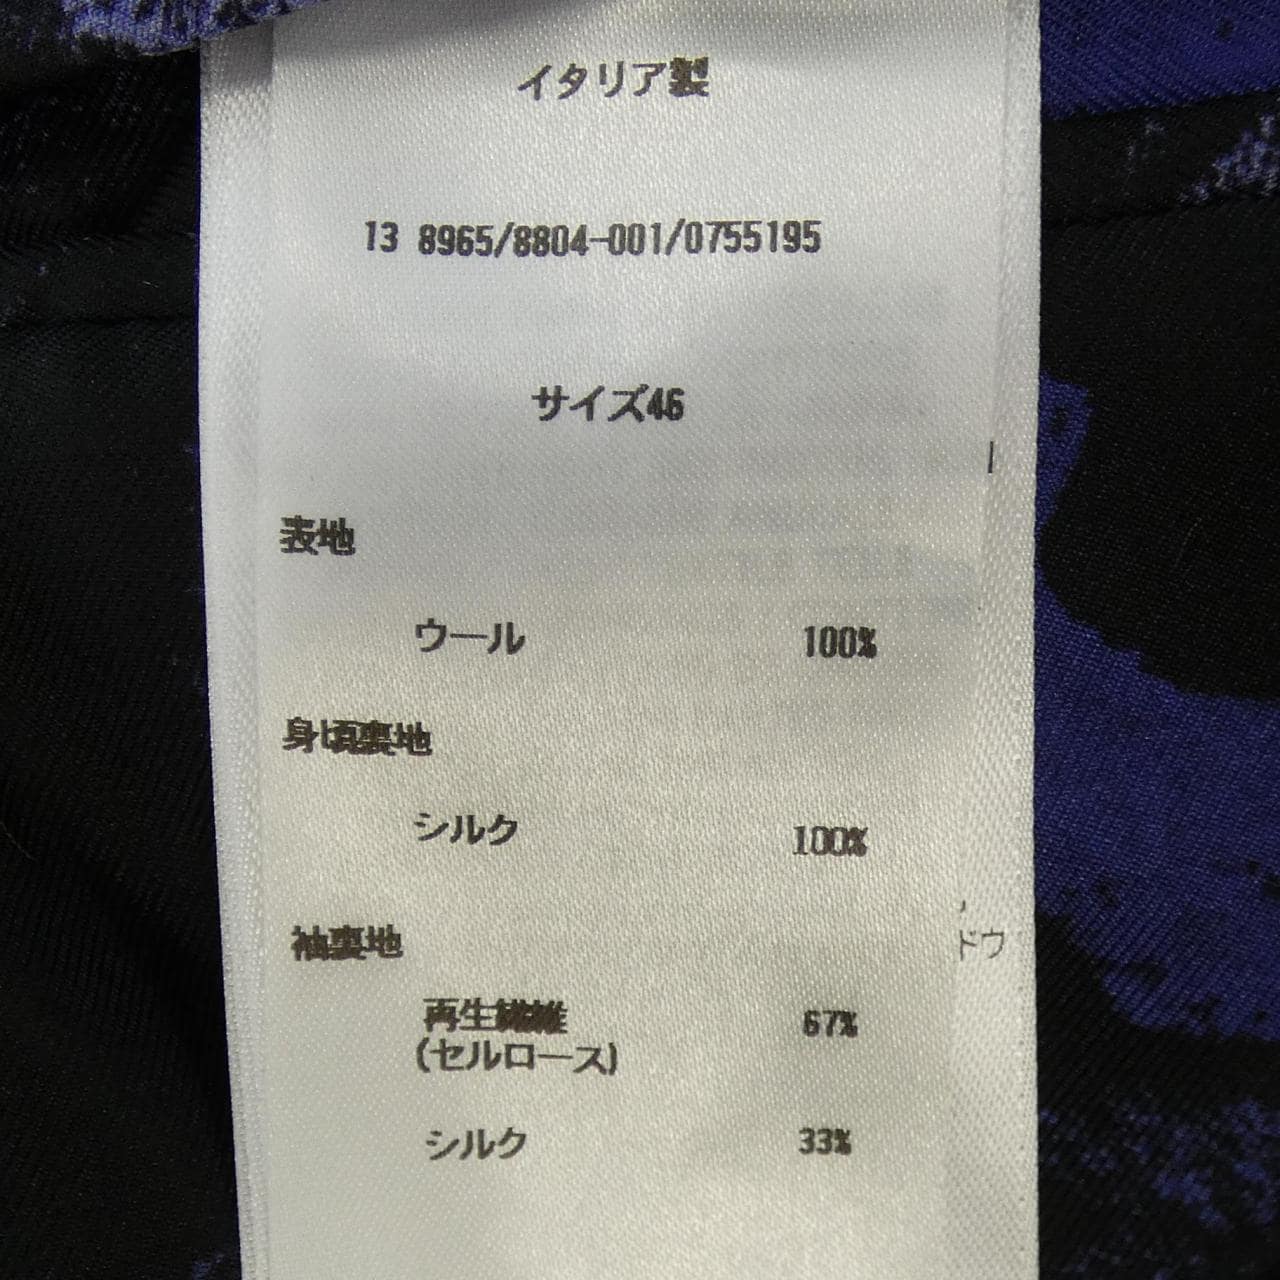 イタリア製
13 8965/8804-001/0755195
サイズ46
表地
ウール 100%
身頃裏地
シルク 100%
袖裏地
再生繊維 67%
(セルロース)
シルク 33%
ドウ